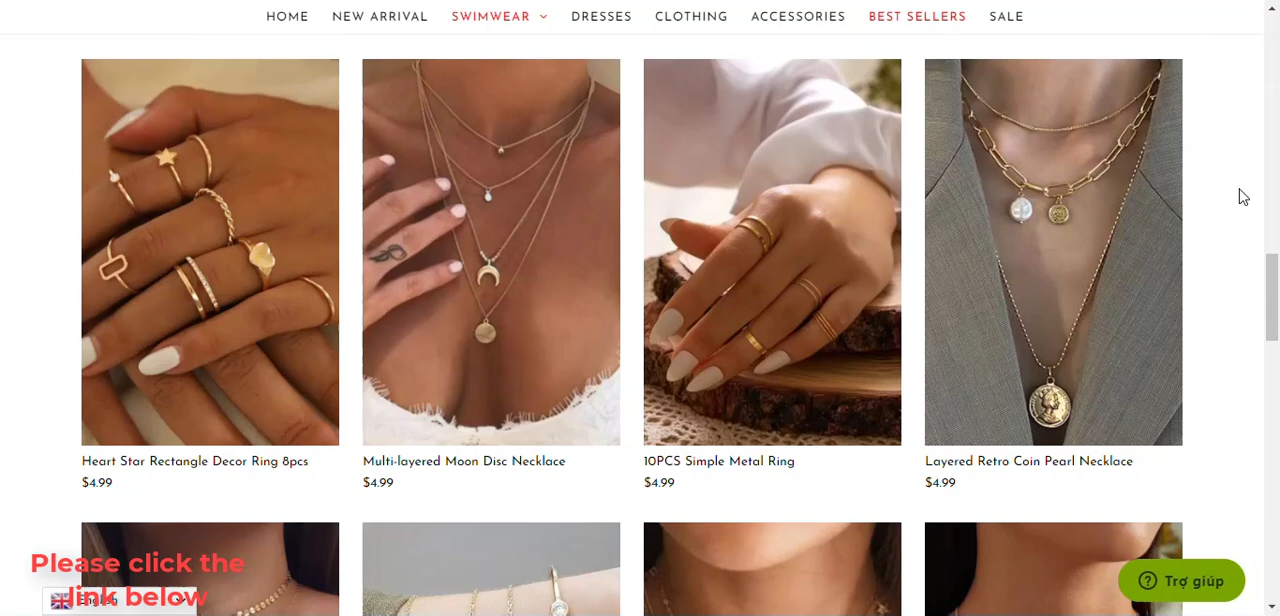 HOME NEW ARRIVAL SWIMWEAR DRESSES CLOTHING ACCESSORIES BEST SELLERS SALE
Heart Star Rectangle Decor Ring 8pcs
$4.99
Multi-layered Moon Disc Necklace
$4.99
10PCS Simple Metal Ring
$4.99
Layered Retro Coin Pearl Necklace
$4.99
Please click the
link below
English
Trợ giúp